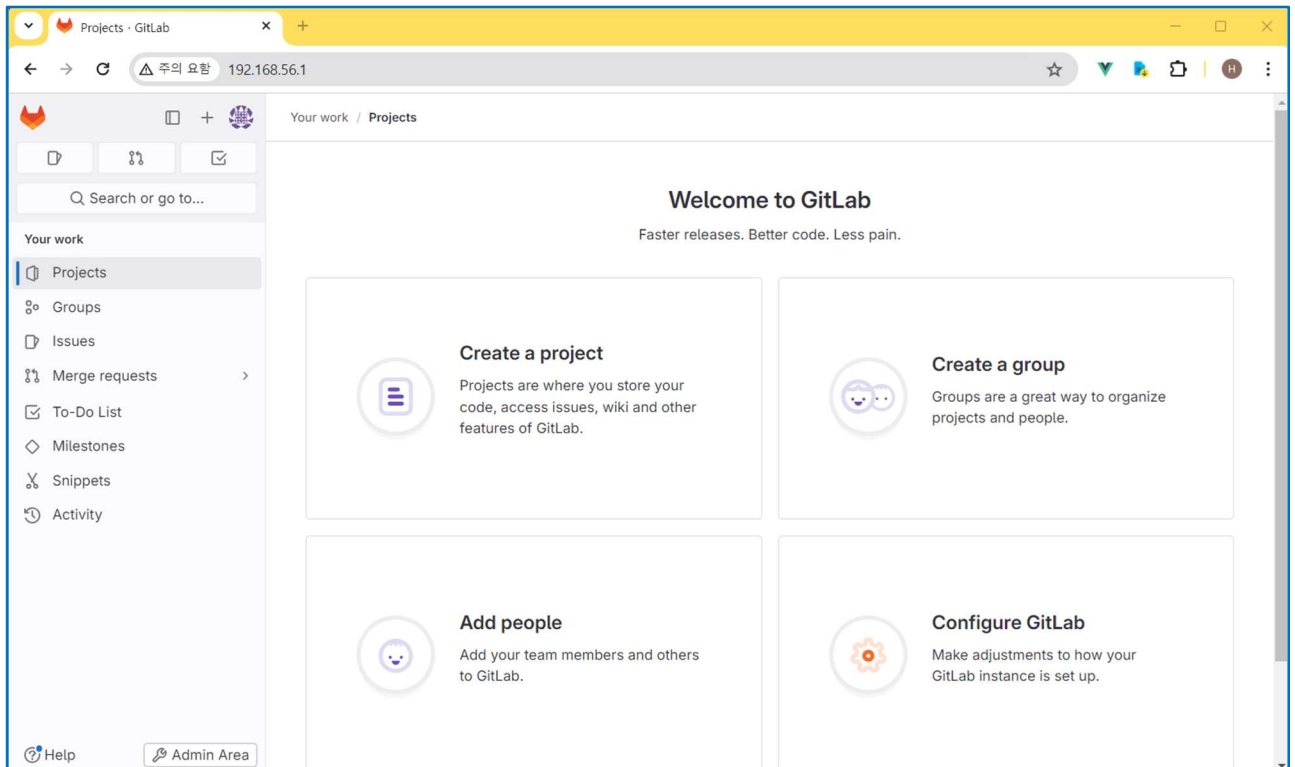 Projects · GitLab
주의 요함 192.168.56.1
H
Your work / Projects
Search or go to...
Your work
Projects
Groups
Issues
Merge requests
To-Do List
Milestones
Snippets
Activity
Help
Admin Area
Welcome to GitLab
Faster releases. Better code. Less pain.
Create a project
Projects are where you store your
code, access issues, wiki and other
features of GitLab.
Create a group
Groups are a great way to organize
projects and people.
Add people
Add your team members and others
to GitLab.
Configure GitLab
Make adjustments to how your
GitLab instance is set up.